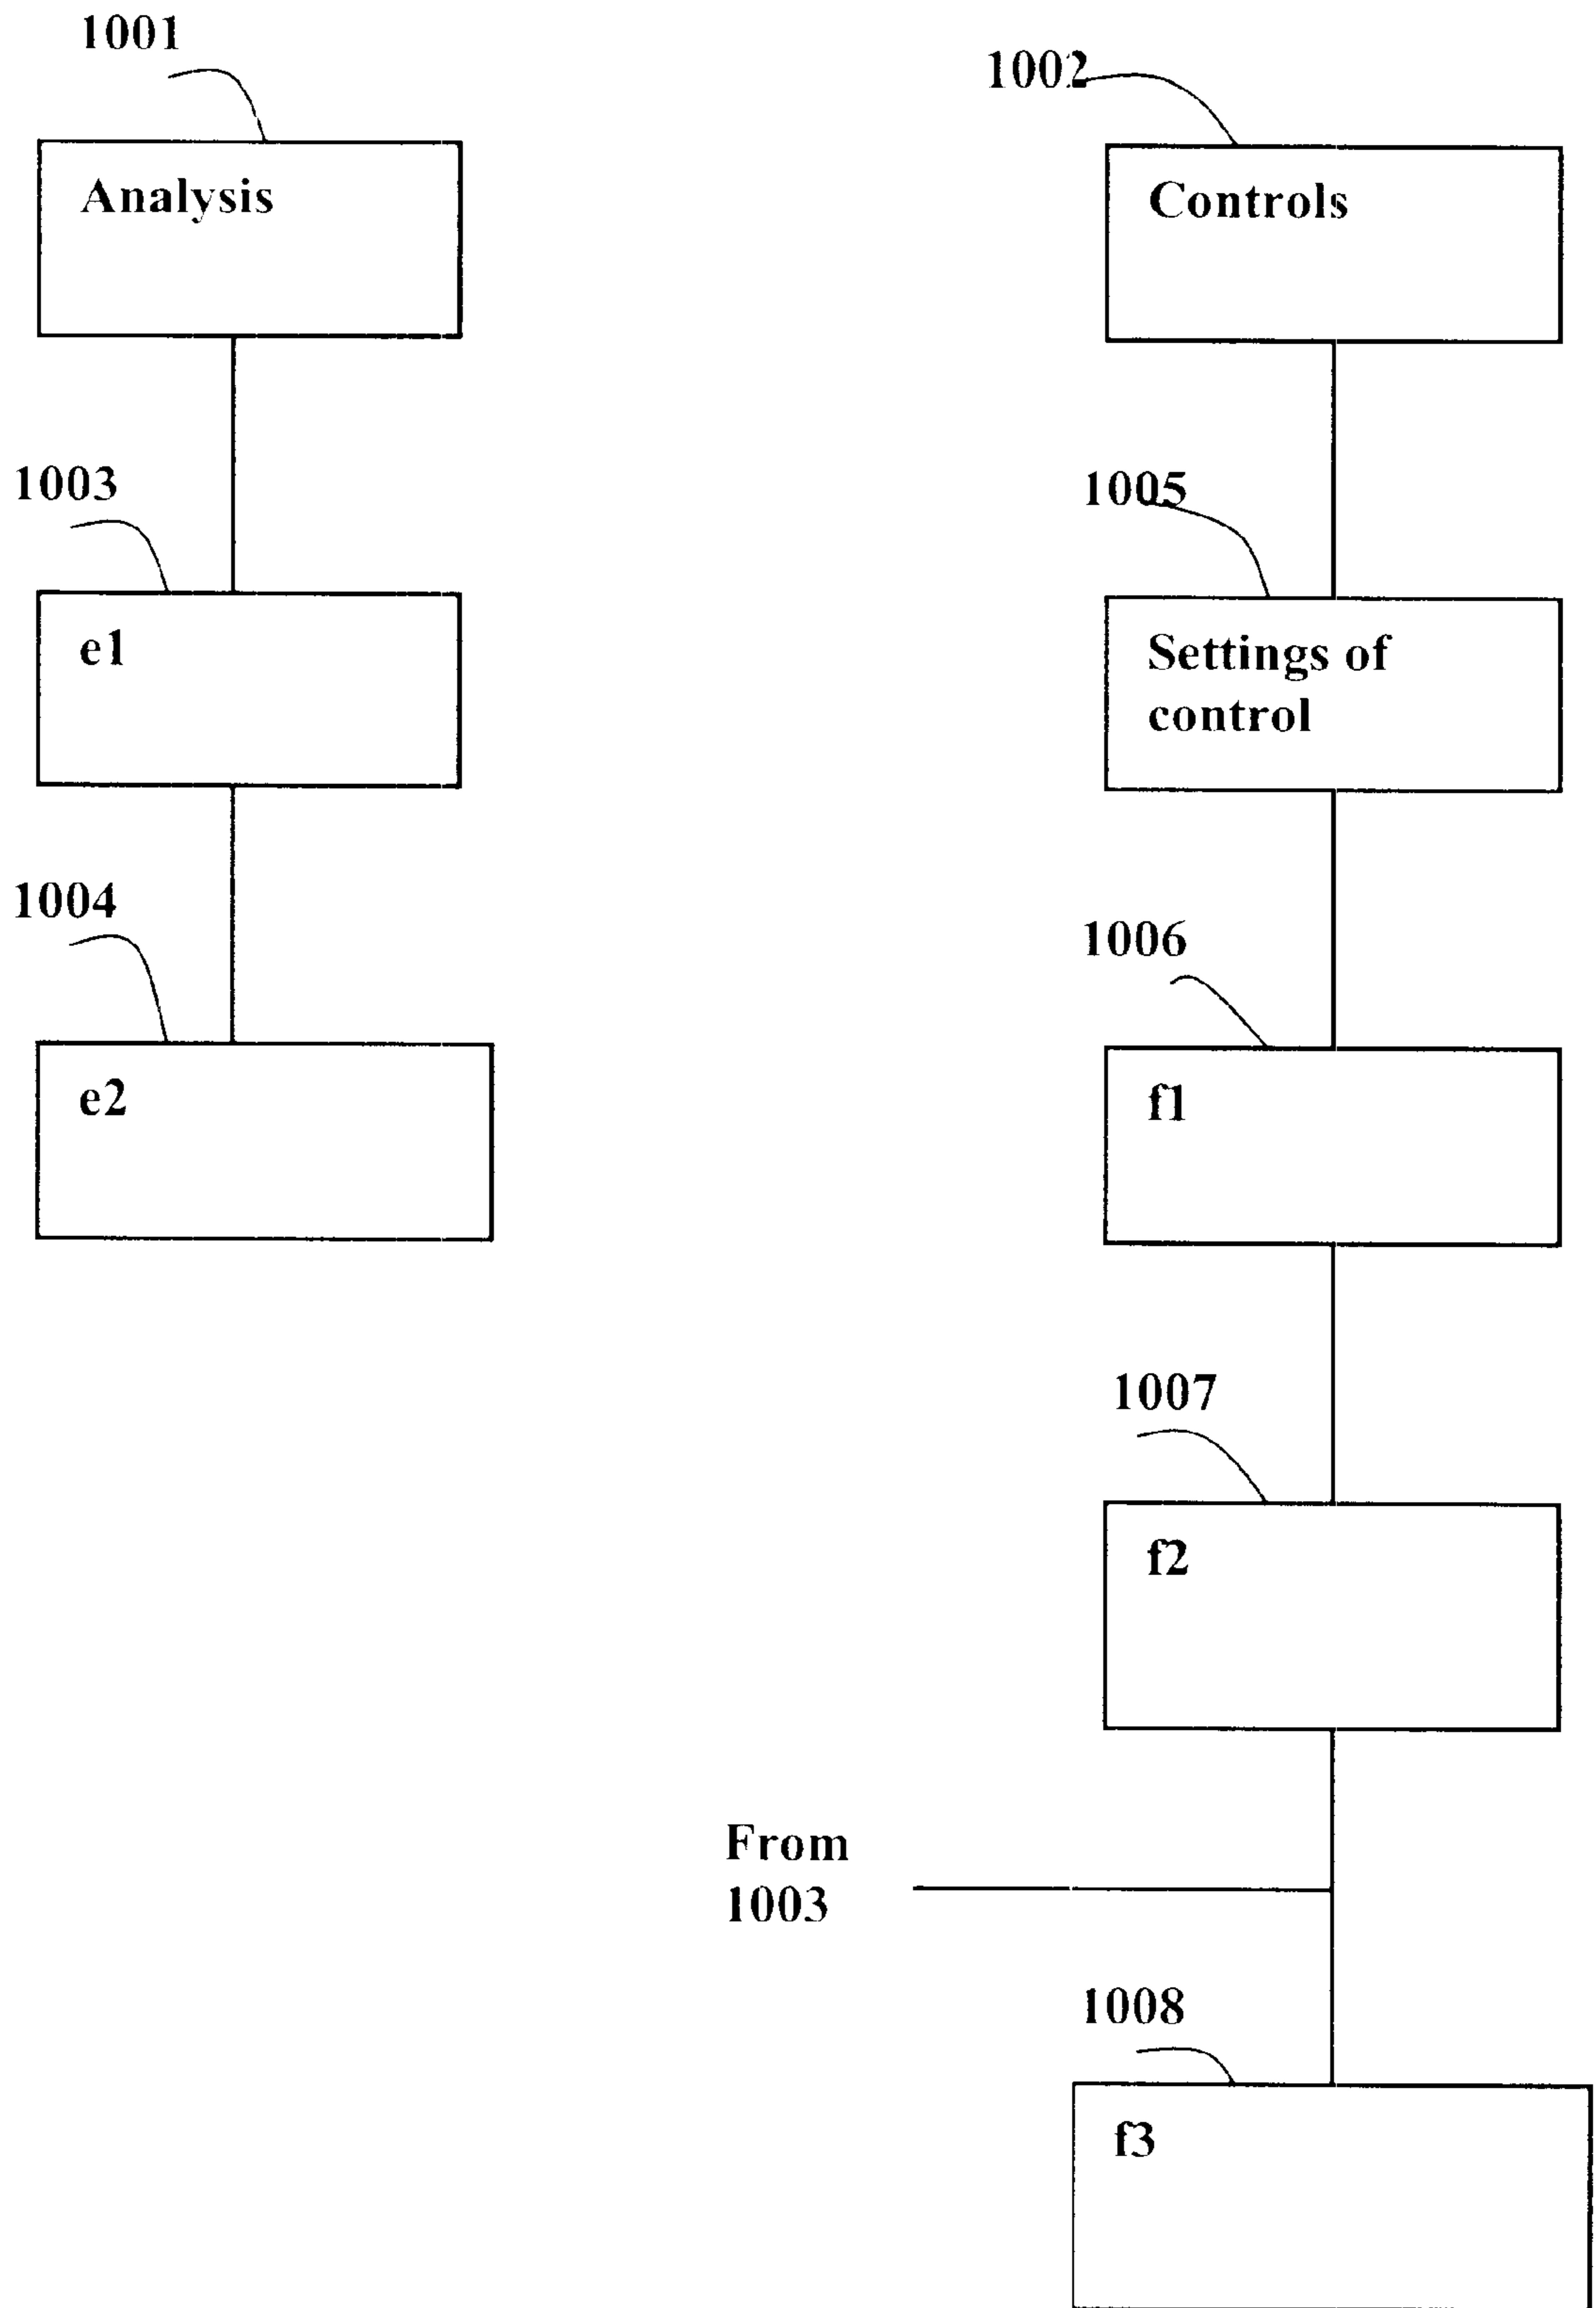 1001
Analysis
1003
e1
1004
e2
1002
Controls
1005
Settings of
control
1006
f1
1007
f2
From
1003
1008
f3